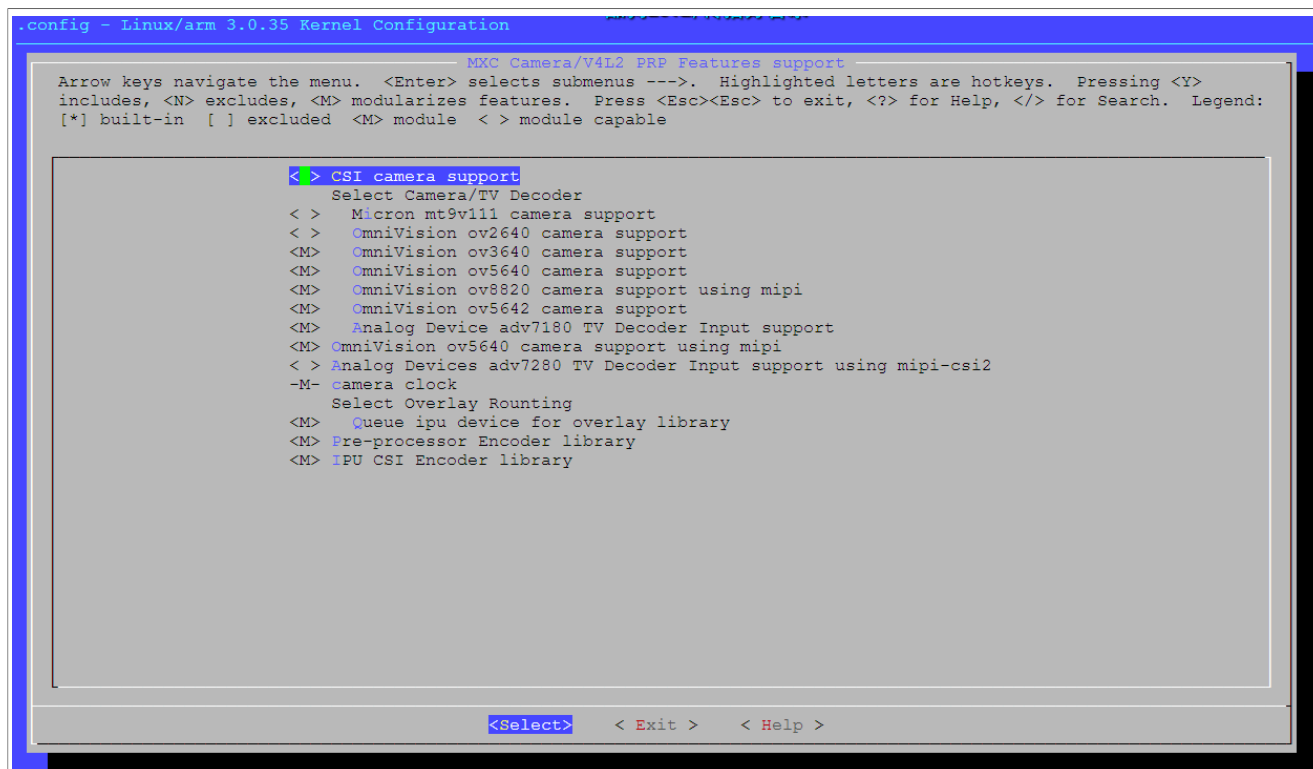 .config - Linux/arm 3.0.35 Kernel Configuration
MXC Camera/V4L2 PRP Features support
Arrow keys navigate the menu.  <Enter> selects submenus --->.  Highlighted letters are hotkeys.  Pressing <Y>
includes, <N> excludes, <M> modularizes features.  Press <Esc><Esc> to exit, <?> for Help, </> for Search.  Legend:
[*] built-in  [ ] excluded  <M> module  < > module capable
< > CSI camera support
Select Camera/TV Decoder
< >   Micron mt9v111 camera support
< >   OmniVision ov2640 camera support
<M>   OmniVision ov3640 camera support
<M>   OmniVision ov5640 camera support
<M>   OmniVision ov8820 camera support using mipi
<M>   OmniVision ov5642 camera support
<M>   Analog Device adv7180 TV Decoder Input support
<M> OmniVision ov5640 camera support using mipi
< > Analog Devices adv7280 TV Decoder Input support using mipi-csi2
-M- camera clock
Select Overlay Rounting
<M>   Queue ipu device for overlay library
<M> Pre-processor Encoder library
<M> IPU CSI Encoder library
<Select>    < Exit >    < Help >